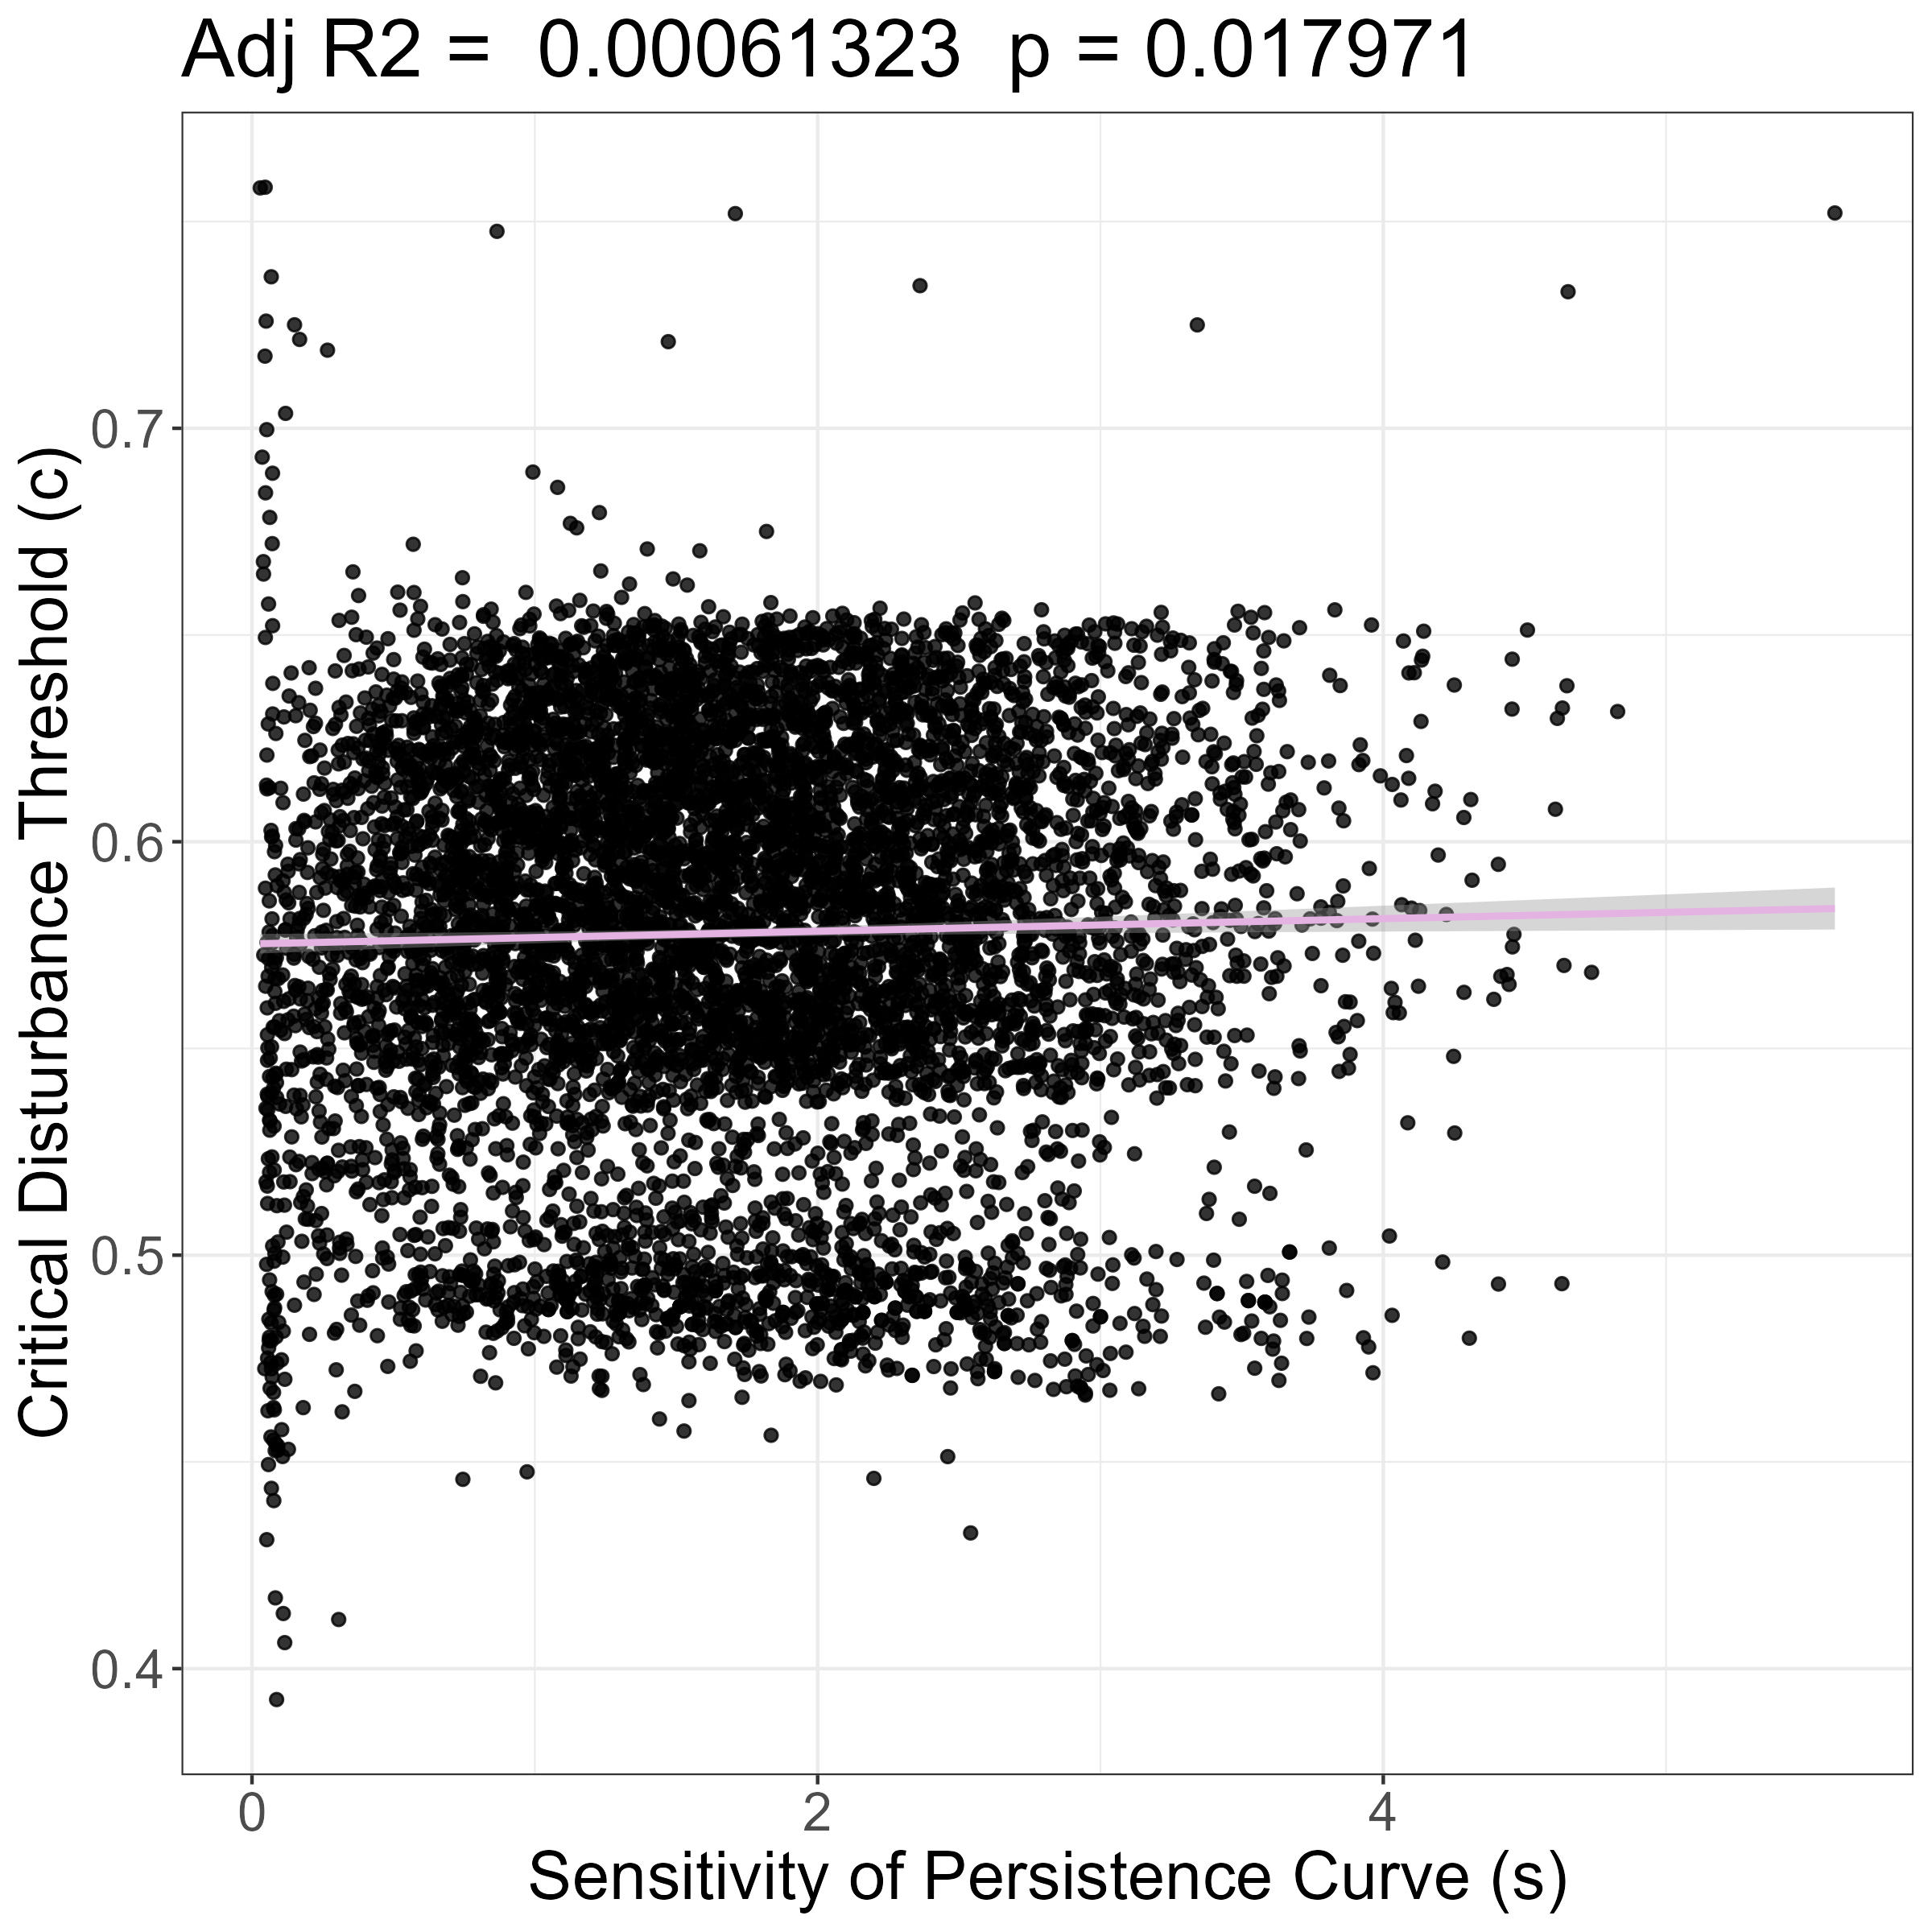 Adj R2 =  0.00061323  p = 0.017971
Critical Disturbance Threshold (c)
0.7
0.6
0.5
0.4
0 2 4
Sensitivity of Persistence Curve (s)